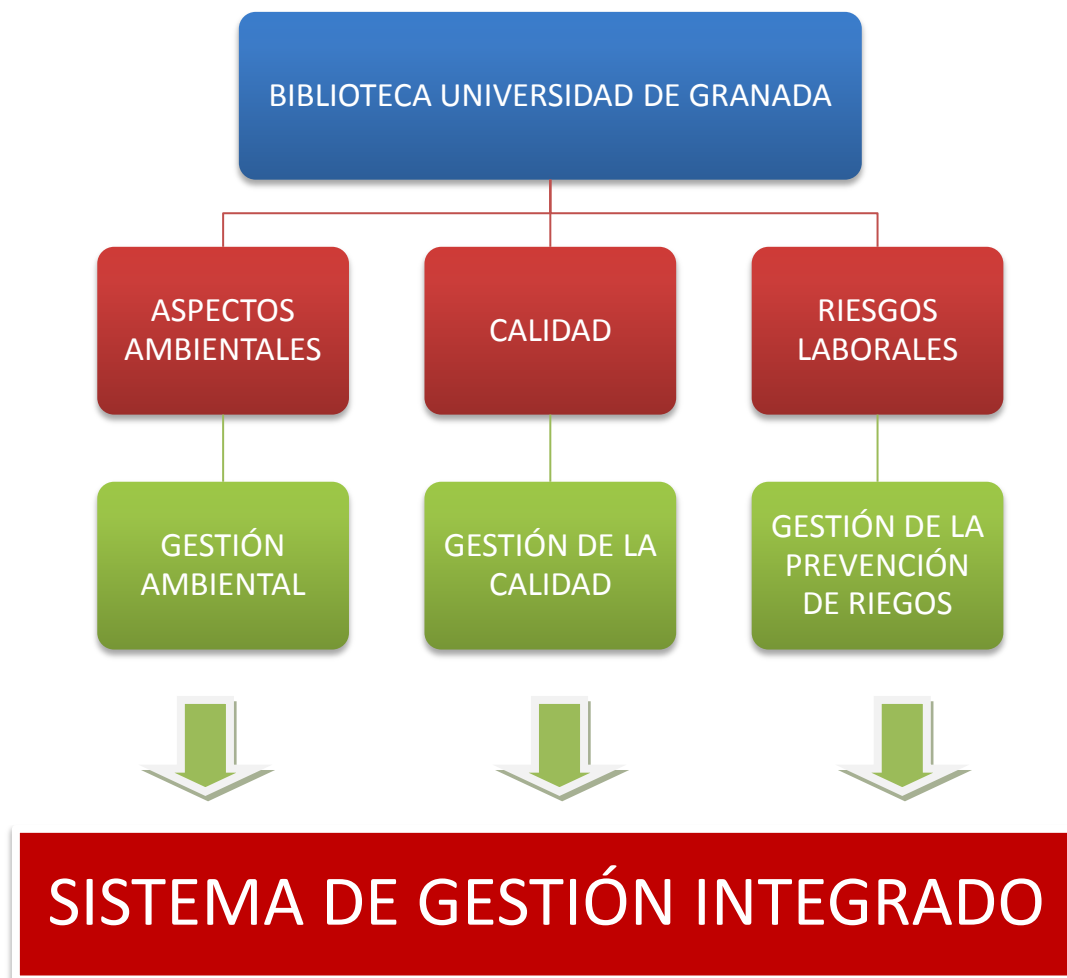 BIBLIOTECA UNIVERSIDAD DE GRANADA
ASPECTOS
AMBIENTALES
CALIDAD
RIESGOS
LABORALES
GESTIÓN
AMBIENTAL
GESTIÓN DE LA
CALIDAD
GESTIÓN DE LA
PREVENCIÓN
DE RIEGOS
SISTEMA DE GESTIÓN INTEGRADO